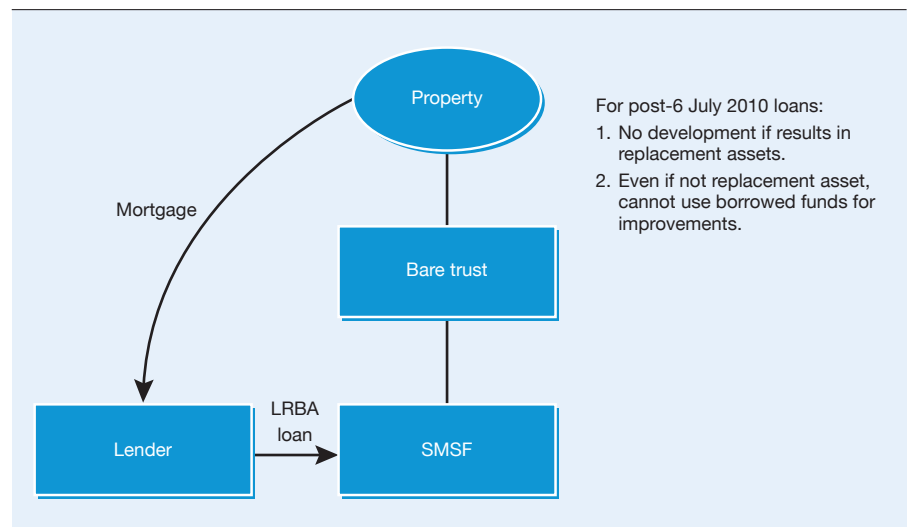 Property
For post-6 July 2010 loans:
1. No development if results in
replacement assets.
2. Even if not replacement asset,
cannot use borrowed funds for
improvements.
Mortgage
Bare trust
LRBA
loan
Lender
SMSF